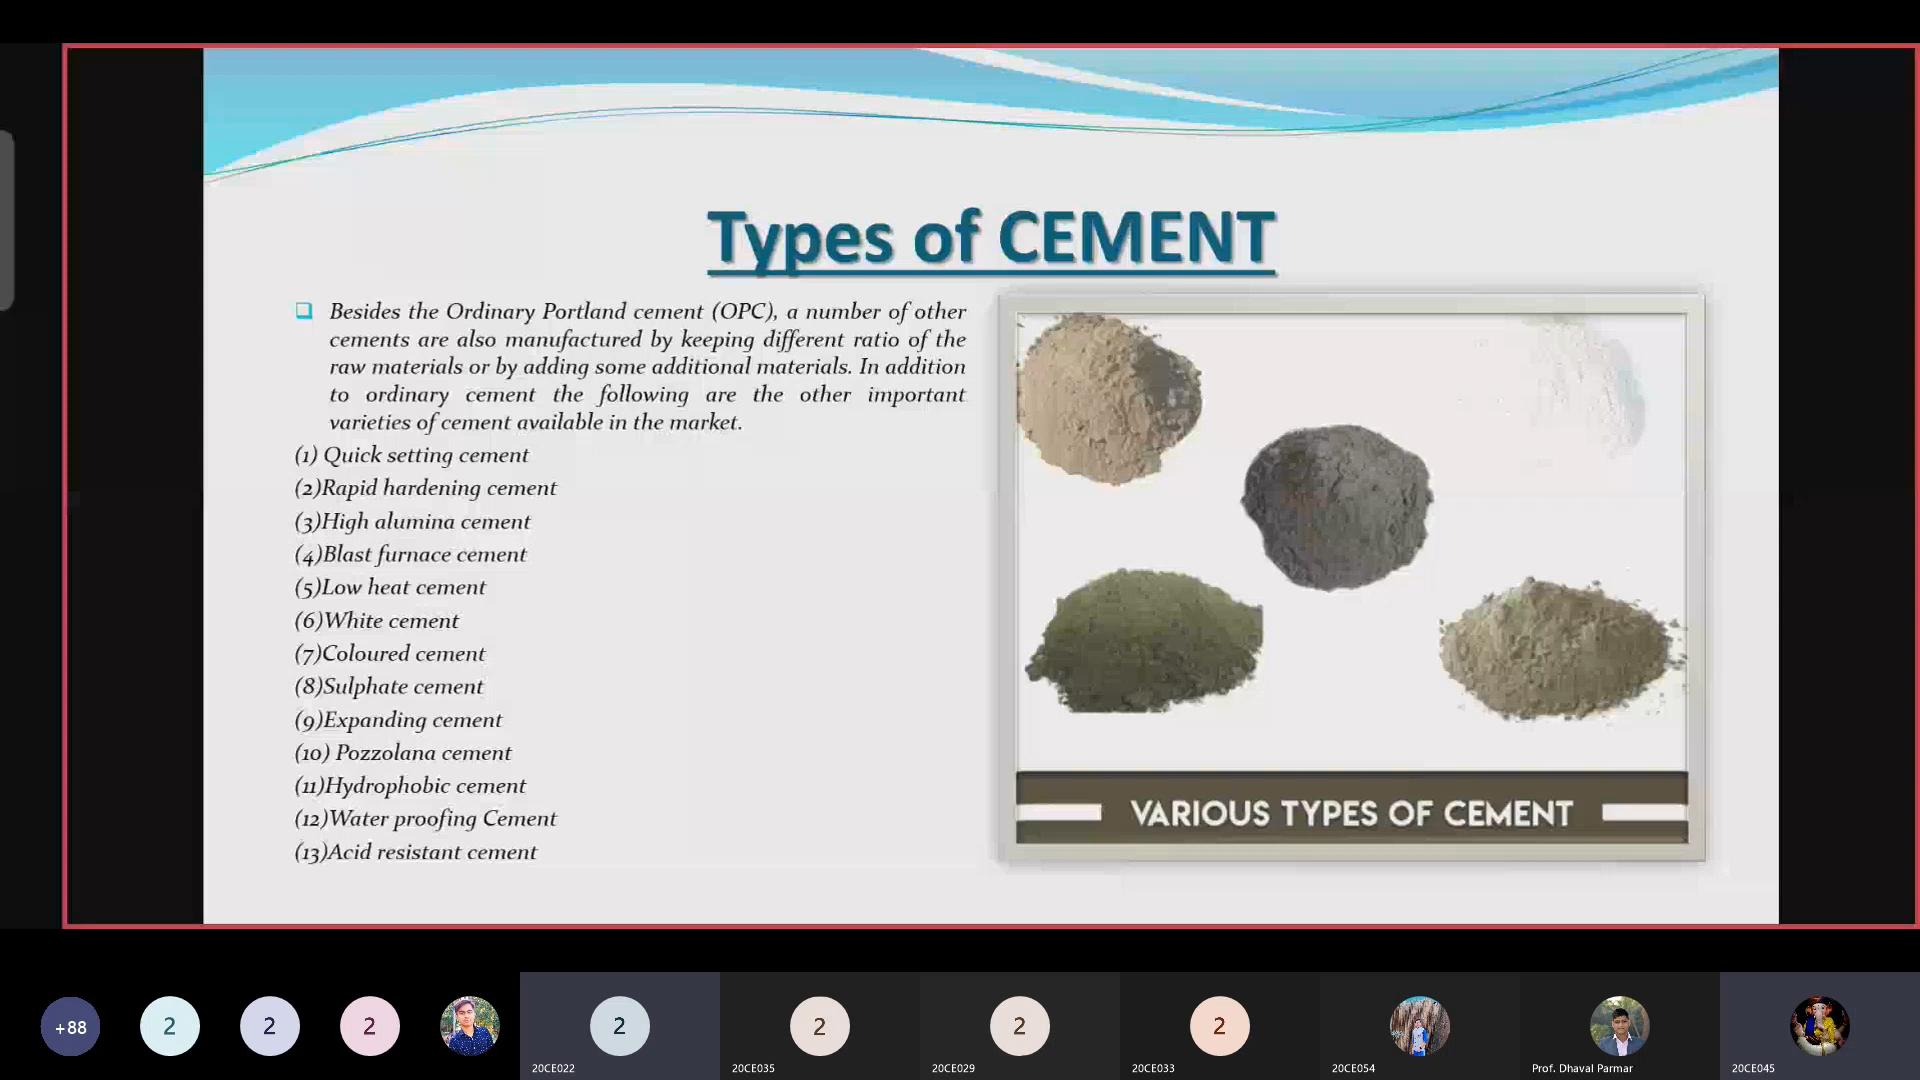 Types of CEMENT
Besides the Ordinary Portland cement (OPC), a number of other
cements are also manufactured by keeping different ratio of the
raw materials or by adding some additional materials. In addition
to ordinary cement the following are the other important
varieties of cement available in the market.
(1) Quick setting cement
(2)Rapid hardening cement
(3)High alumina cement
(4)Blast furnace cement
(5)Low heat cement
(6)White cement
(7)Coloured cement
(8)Sulphate cement
(9)Expanding cement
(10) Pozzolana cement
(11)Hydrophobic cement
(12)Water proofing Cement
(13)Acid resistant cement
VARIOUS TYPES OF CEMENT
+88 2 2 2 2 2 2 2
20CE022 20CE035 20CE029 20CE033 20CE054 Prof. Dhaval Parmar 20CE045